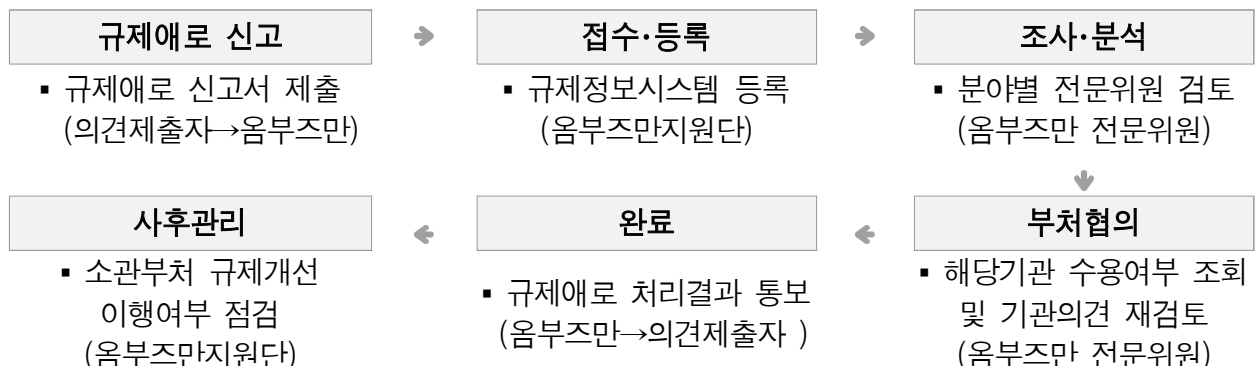 규제애로 신고
▪ 규제애로 신고서 제출
(의견제출자→옴부즈만)
접수·등록
▪ 규제정보시스템 등록
(옴부즈만지원단)
조사·분석
▪ 분야별 전문위원 검토
(옴부즈만 전문위원)
부처협의
▪ 해당기관 수용여부 조회
및 기관의견 재검토
(옴부즈만 전문위원)
완료
▪ 규제애로 처리결과 통보
(옴부즈만→의견제출자 )
사후관리
▪ 소관부처 규제개선
이행여부 점검
(옴부즈만지원단)